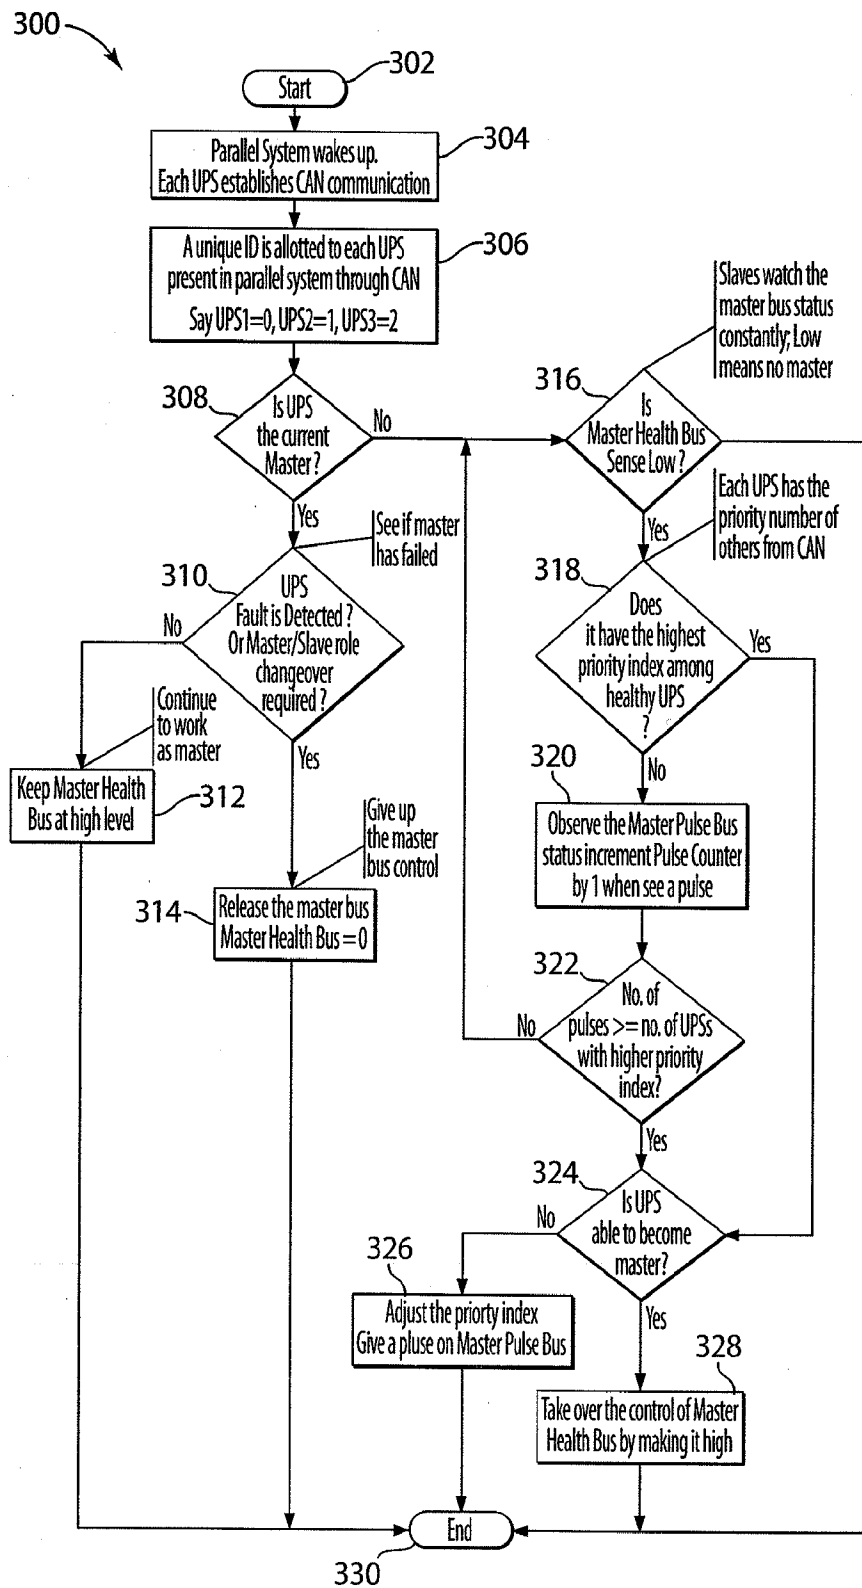 300
302
Start
304
Parallel System wakes up.
Each UPS establishes CAN communication
306
A unique ID is allotted to each UPS
present in parallel system through CAN
Say UPS1=0, UPS2=1, UPS3=2
308
Is UPS
the current
Master?
No
Yes
See if master
has failed
310
UPS
Fault is Detected?
Or Master/Slave role
changeover
required?
No
Yes
Continue
to work
as master
Keep Master Health
Bus at high level
312
Give up
the master
bus control
314
Release the master bus
Master Health Bus=0
Slaves watch the
master bus status
constantly; Low
means no master
316
Is
Master Health Bus
Sense Low?
Yes
Each UPS has the
priority number of
others from CAN
318
Does
it have the highest
priority index among
healthy UPS
?
Yes
No
320
Observe the Master Pulse Bus
status increment Pulse Counter
by 1 when see a pulse
322
No. of
pulses >= no. of UPSs
with higher priority
index?
No
Yes
324
Is UPS
able to become
master?
No
Yes
326
Adjust the priorty index
Give a pluse on Master Pulse Bus
328
Take over the control of Master
Health Bus by making it high
End
330